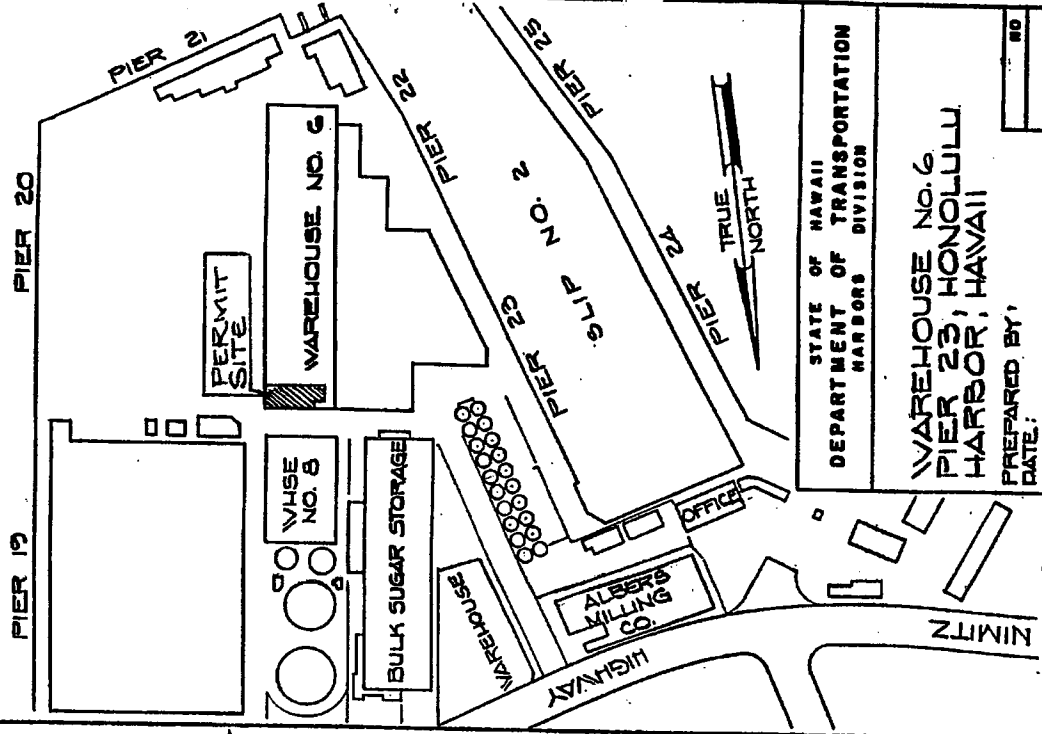 PIER 19
PIER 20
PIER 21
PIER 22
PIER 23
PIER 24
PIER 25
SLIP NO. 2
PERMIT
SITE
WAREHOUSE NO. 6
WHSE
NO. 8
BULK SUGAR STORAGE
WAREHOUSE
ALBERS
MILLING
CO.
OFFICE
NIMITZ
HIGHWAY
TRUE
NORTH
STATE OF HAWAII
DEPARTMENT OF TRANSPORTATION
HARBORS DIVISION
WAREHOUSE No. 6
PIER 23, HONOLULU
HARBOR, HAWAII
PREPARED BY:
DATE:
NO